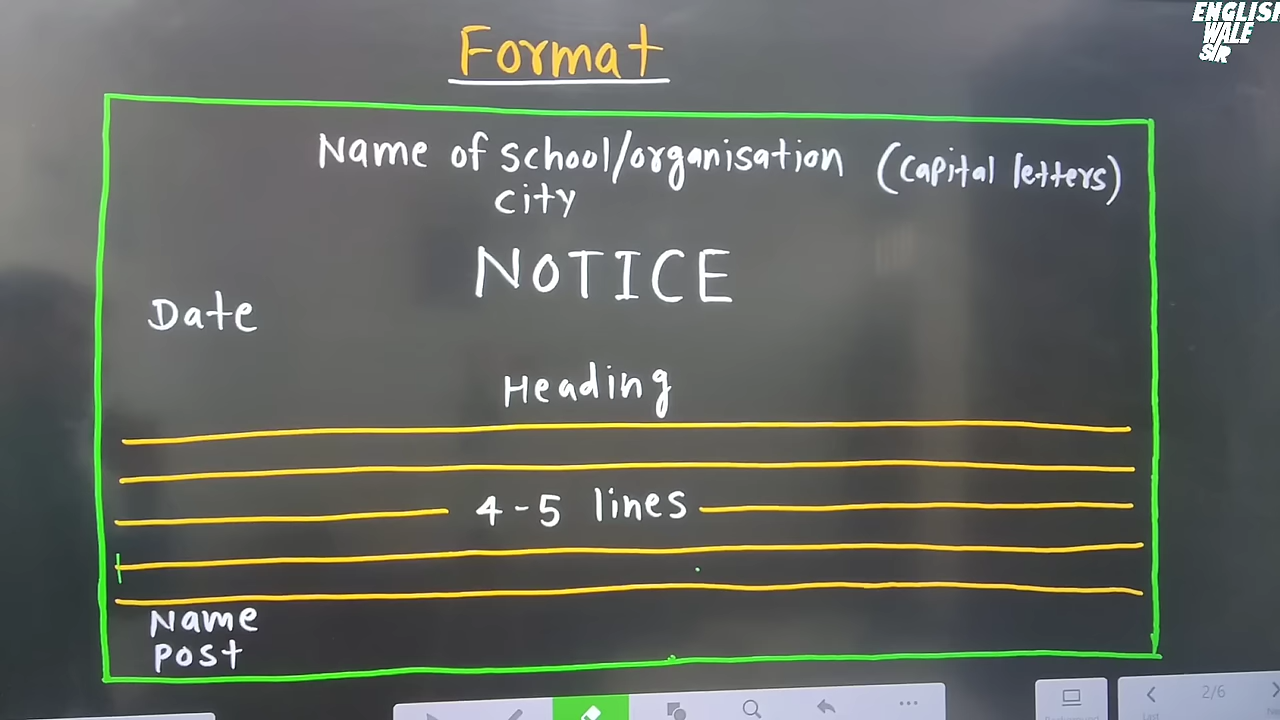 ENGLISH
WALE
SIR
Format
Name of school/organisation (capital letters)
city
NOTICE
Date
Heading
4-5 lines
Name
Post
2/6